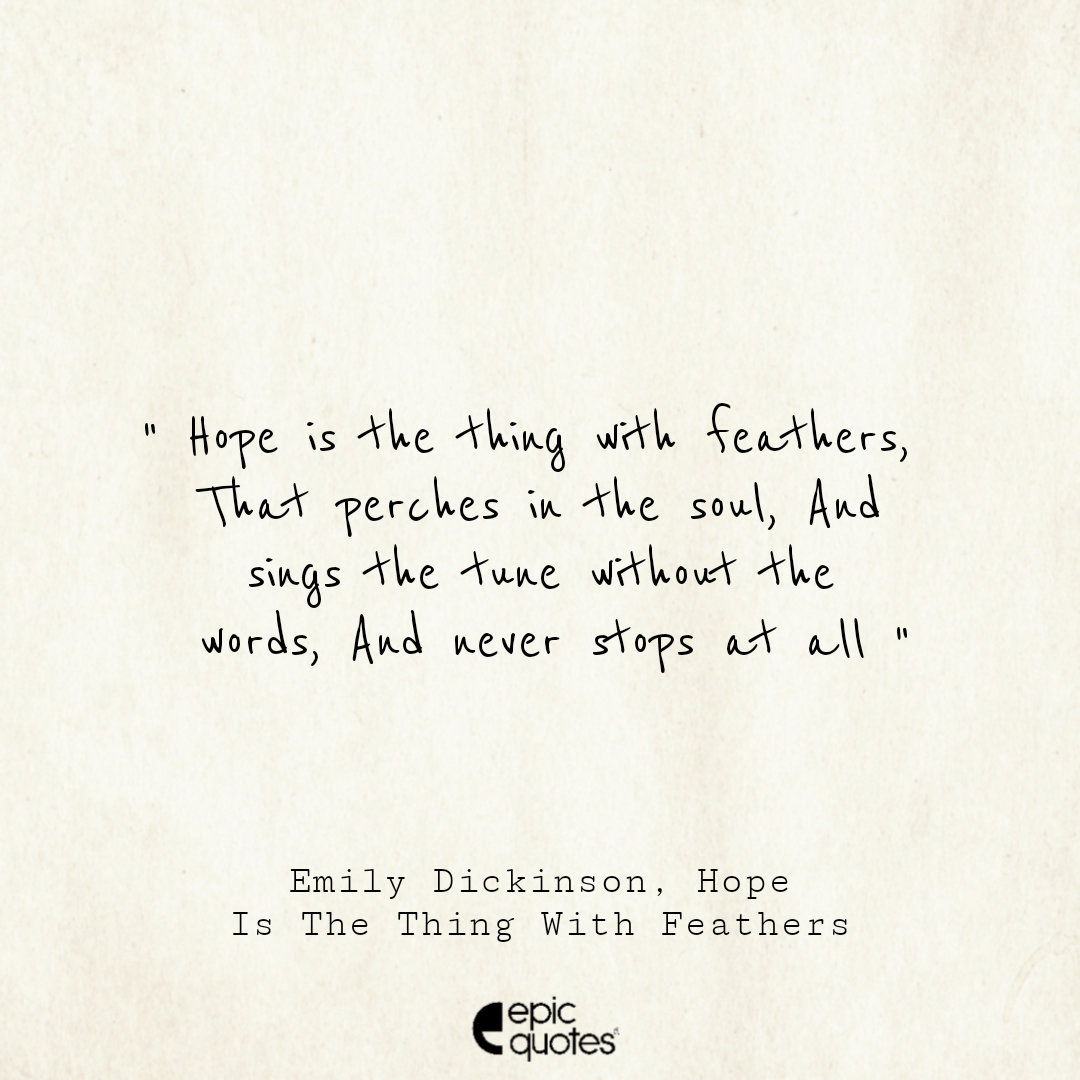 " Hope is the thing with feathers,
That perches in the soul, And
sings the tune without the
words, And never stops at all "
Emily Dickinson, Hope
Is The Thing With Feathers
epic
quotes